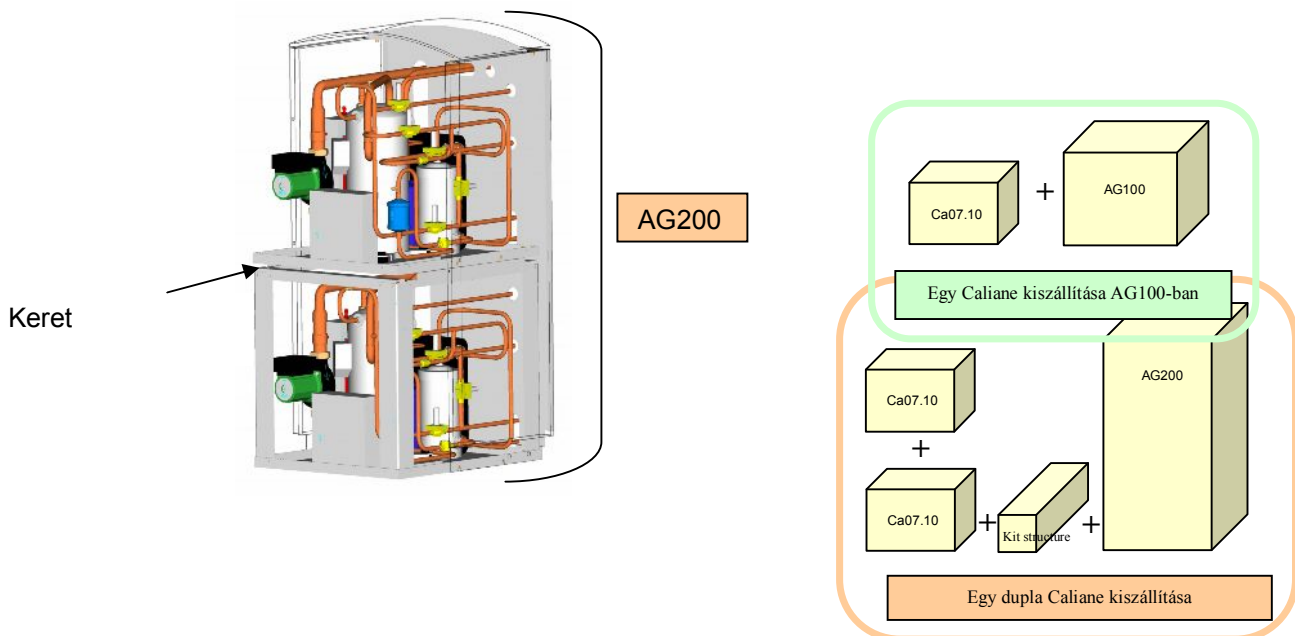 Keret
AG200
Ca07.10
+
AG100
Egy Caliane kiszállítása AG100-ban
Ca07.10
+
Ca07.10
+
Kit structure
+
AG200
Egy dupla Caliane kiszállítása